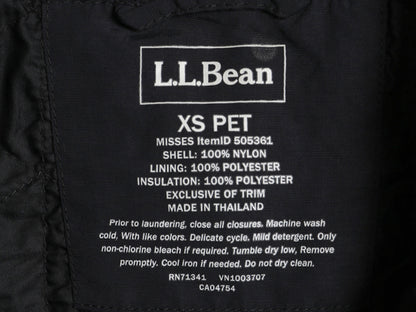 L.L.Bean
XS PET
MISSES ItemID 505361
SHELL: 100% NYLON
LINING: 100% POLYESTER
INSULATION: 100% POLYESTER
EXCLUSIVE OF TRIM
MADE IN THAILAND
Prior to laundering, close all closures. Machine wash
cold, With like colors. Delicate cycle. Mild detergent. Only
non-chlorine bleach if required. Tumble dry low, Remove
promptly. Cool iron if needed. Do not dry clean.
RN71341 VN1003707
CA04754